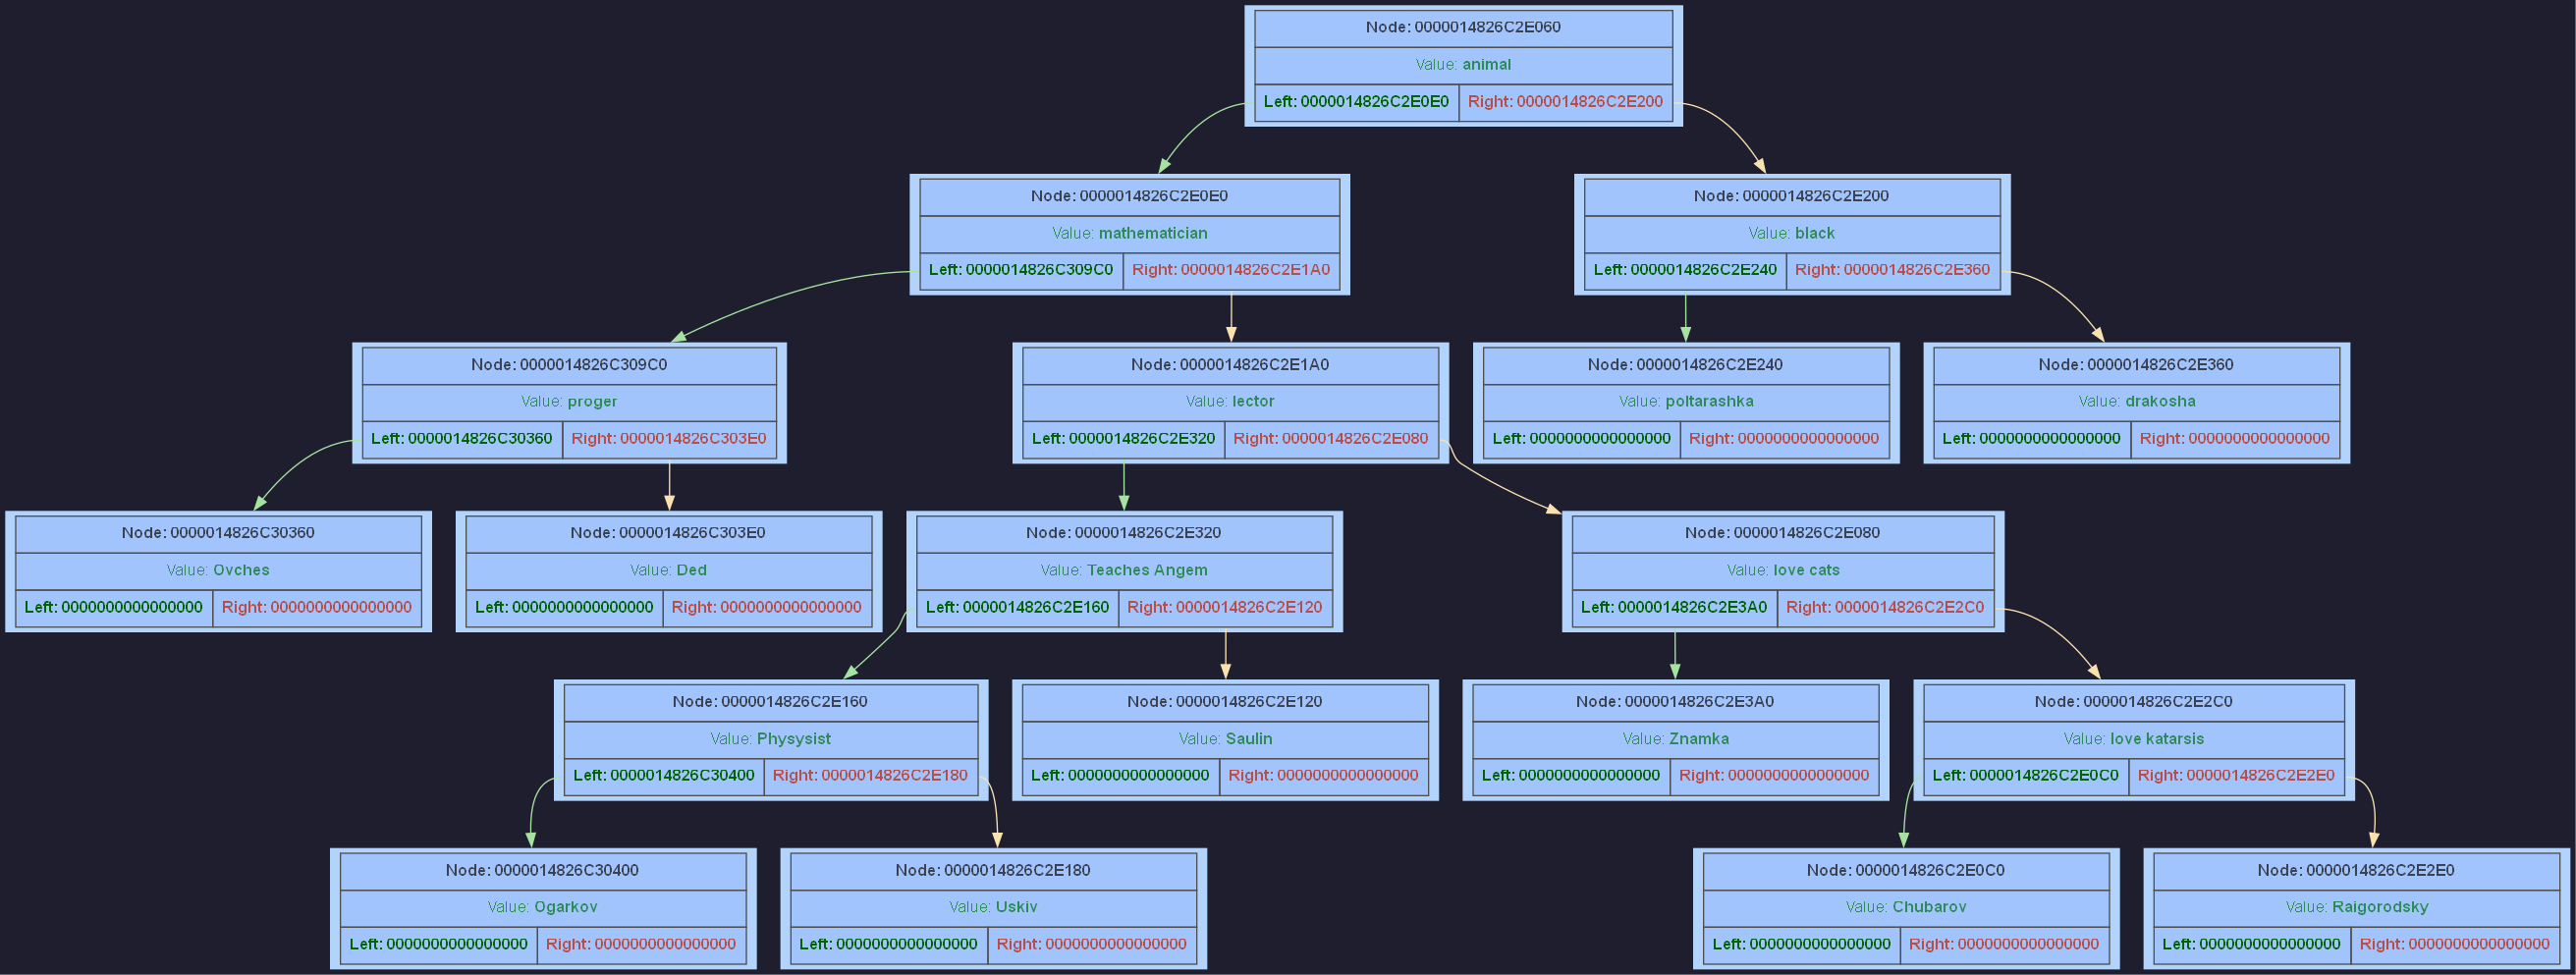 Node: 0000014826C2E060
Value: animal
Left: 0000014826C2E0E0 Right: 0000014826C2E200
Node: 0000014826C2E0E0
Value: mathematician
Left: 0000014826C309C0 Right: 0000014826C2E1A0
Node: 0000014826C2E200
Value: black
Left: 0000014826C2E240 Right: 0000014826C2E360
Node: 0000014826C309C0
Value: proger
Left: 0000014826C30360 Right: 0000014826C303E0
Node: 0000014826C2E1A0
Value: lector
Left: 0000014826C2E320 Right: 0000014826C2E080
Node: 0000014826C2E240
Value: poltarashka
Left: 0000000000000000 Right: 0000000000000000
Node: 0000014826C2E360
Value: drakosha
Left: 0000000000000000 Right: 0000000000000000
Node: 0000014826C30360
Value: Ovches
Left: 0000000000000000 Right: 0000000000000000
Node: 0000014826C303E0
Value: Ded
Left: 0000000000000000 Right: 0000000000000000
Node: 0000014826C2E320
Value: Teaches Angem
Left: 0000014826C2E160 Right: 0000014826C2E120
Node: 0000014826C2E080
Value: love cats
Left: 0000014826C2E3A0 Right: 0000014826C2E2C0
Node: 0000014826C2E160
Value: Physysist
Left: 0000014826C30400 Right: 0000014826C2E180
Node: 0000014826C2E120
Value: Saulin
Left: 0000000000000000 Right: 0000000000000000
Node: 0000014826C2E3A0
Value: Znamka
Left: 0000000000000000 Right: 0000000000000000
Node: 0000014826C2E2C0
Value: love katarsis
Left: 0000014826C2E0C0 Right: 0000014826C2E2E0
Node: 0000014826C30400
Value: Ogarkov
Left: 0000000000000000 Right: 0000000000000000
Node: 0000014826C2E180
Value: Uskiv
Left: 0000000000000000 Right: 0000000000000000
Node: 0000014826C2E0C0
Value: Chubarov
Left: 0000000000000000 Right: 0000000000000000
Node: 0000014826C2E2E0
Value: Raigorodsky
Left: 0000000000000000 Right: 0000000000000000